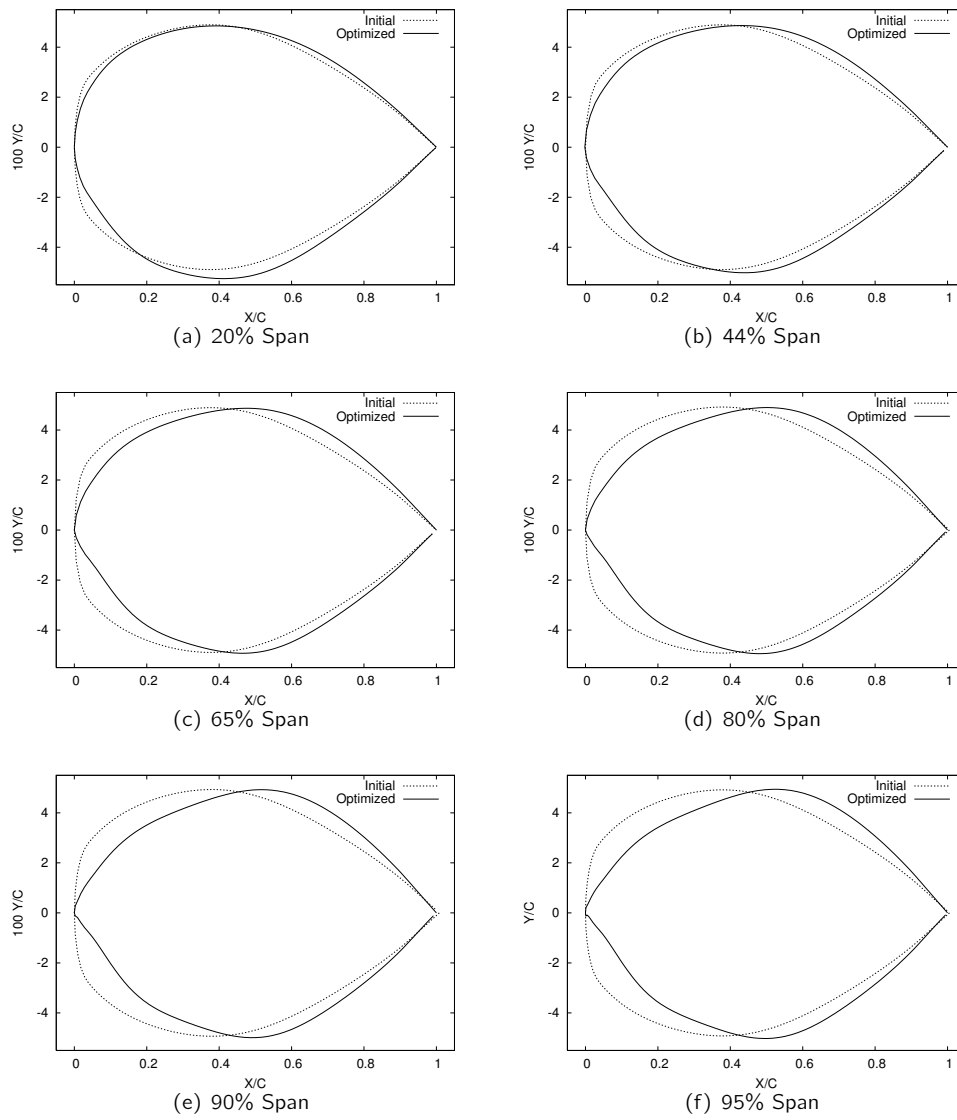 Initial
Optimized
4
2
0
-2
-4
100 Y/C
0 0.2 0.4 0.6 0.8 1
X/C
(a) 20% Span
Initial
Optimized
4
2
0
-2
-4
100 Y/C
0 0.2 0.4 0.6 0.8 1
X/C
(b) 44% Span
Initial
Optimized
4
2
0
-2
-4
100 Y/C
0 0.2 0.4 0.6 0.8 1
X/C
(c) 65% Span
Initial
Optimized
4
2
0
-2
-4
100 Y/C
0 0.2 0.4 0.6 0.8 1
X/C
(d) 80% Span
Initial
Optimized
4
2
0
-2
-4
100 Y/C
0 0.2 0.4 0.6 0.8 1
X/C
(e) 90% Span
Initial
Optimized
4
2
0
-2
-4
Y/C
0 0.2 0.4 0.6 0.8 1
X/C
(f) 95% Span